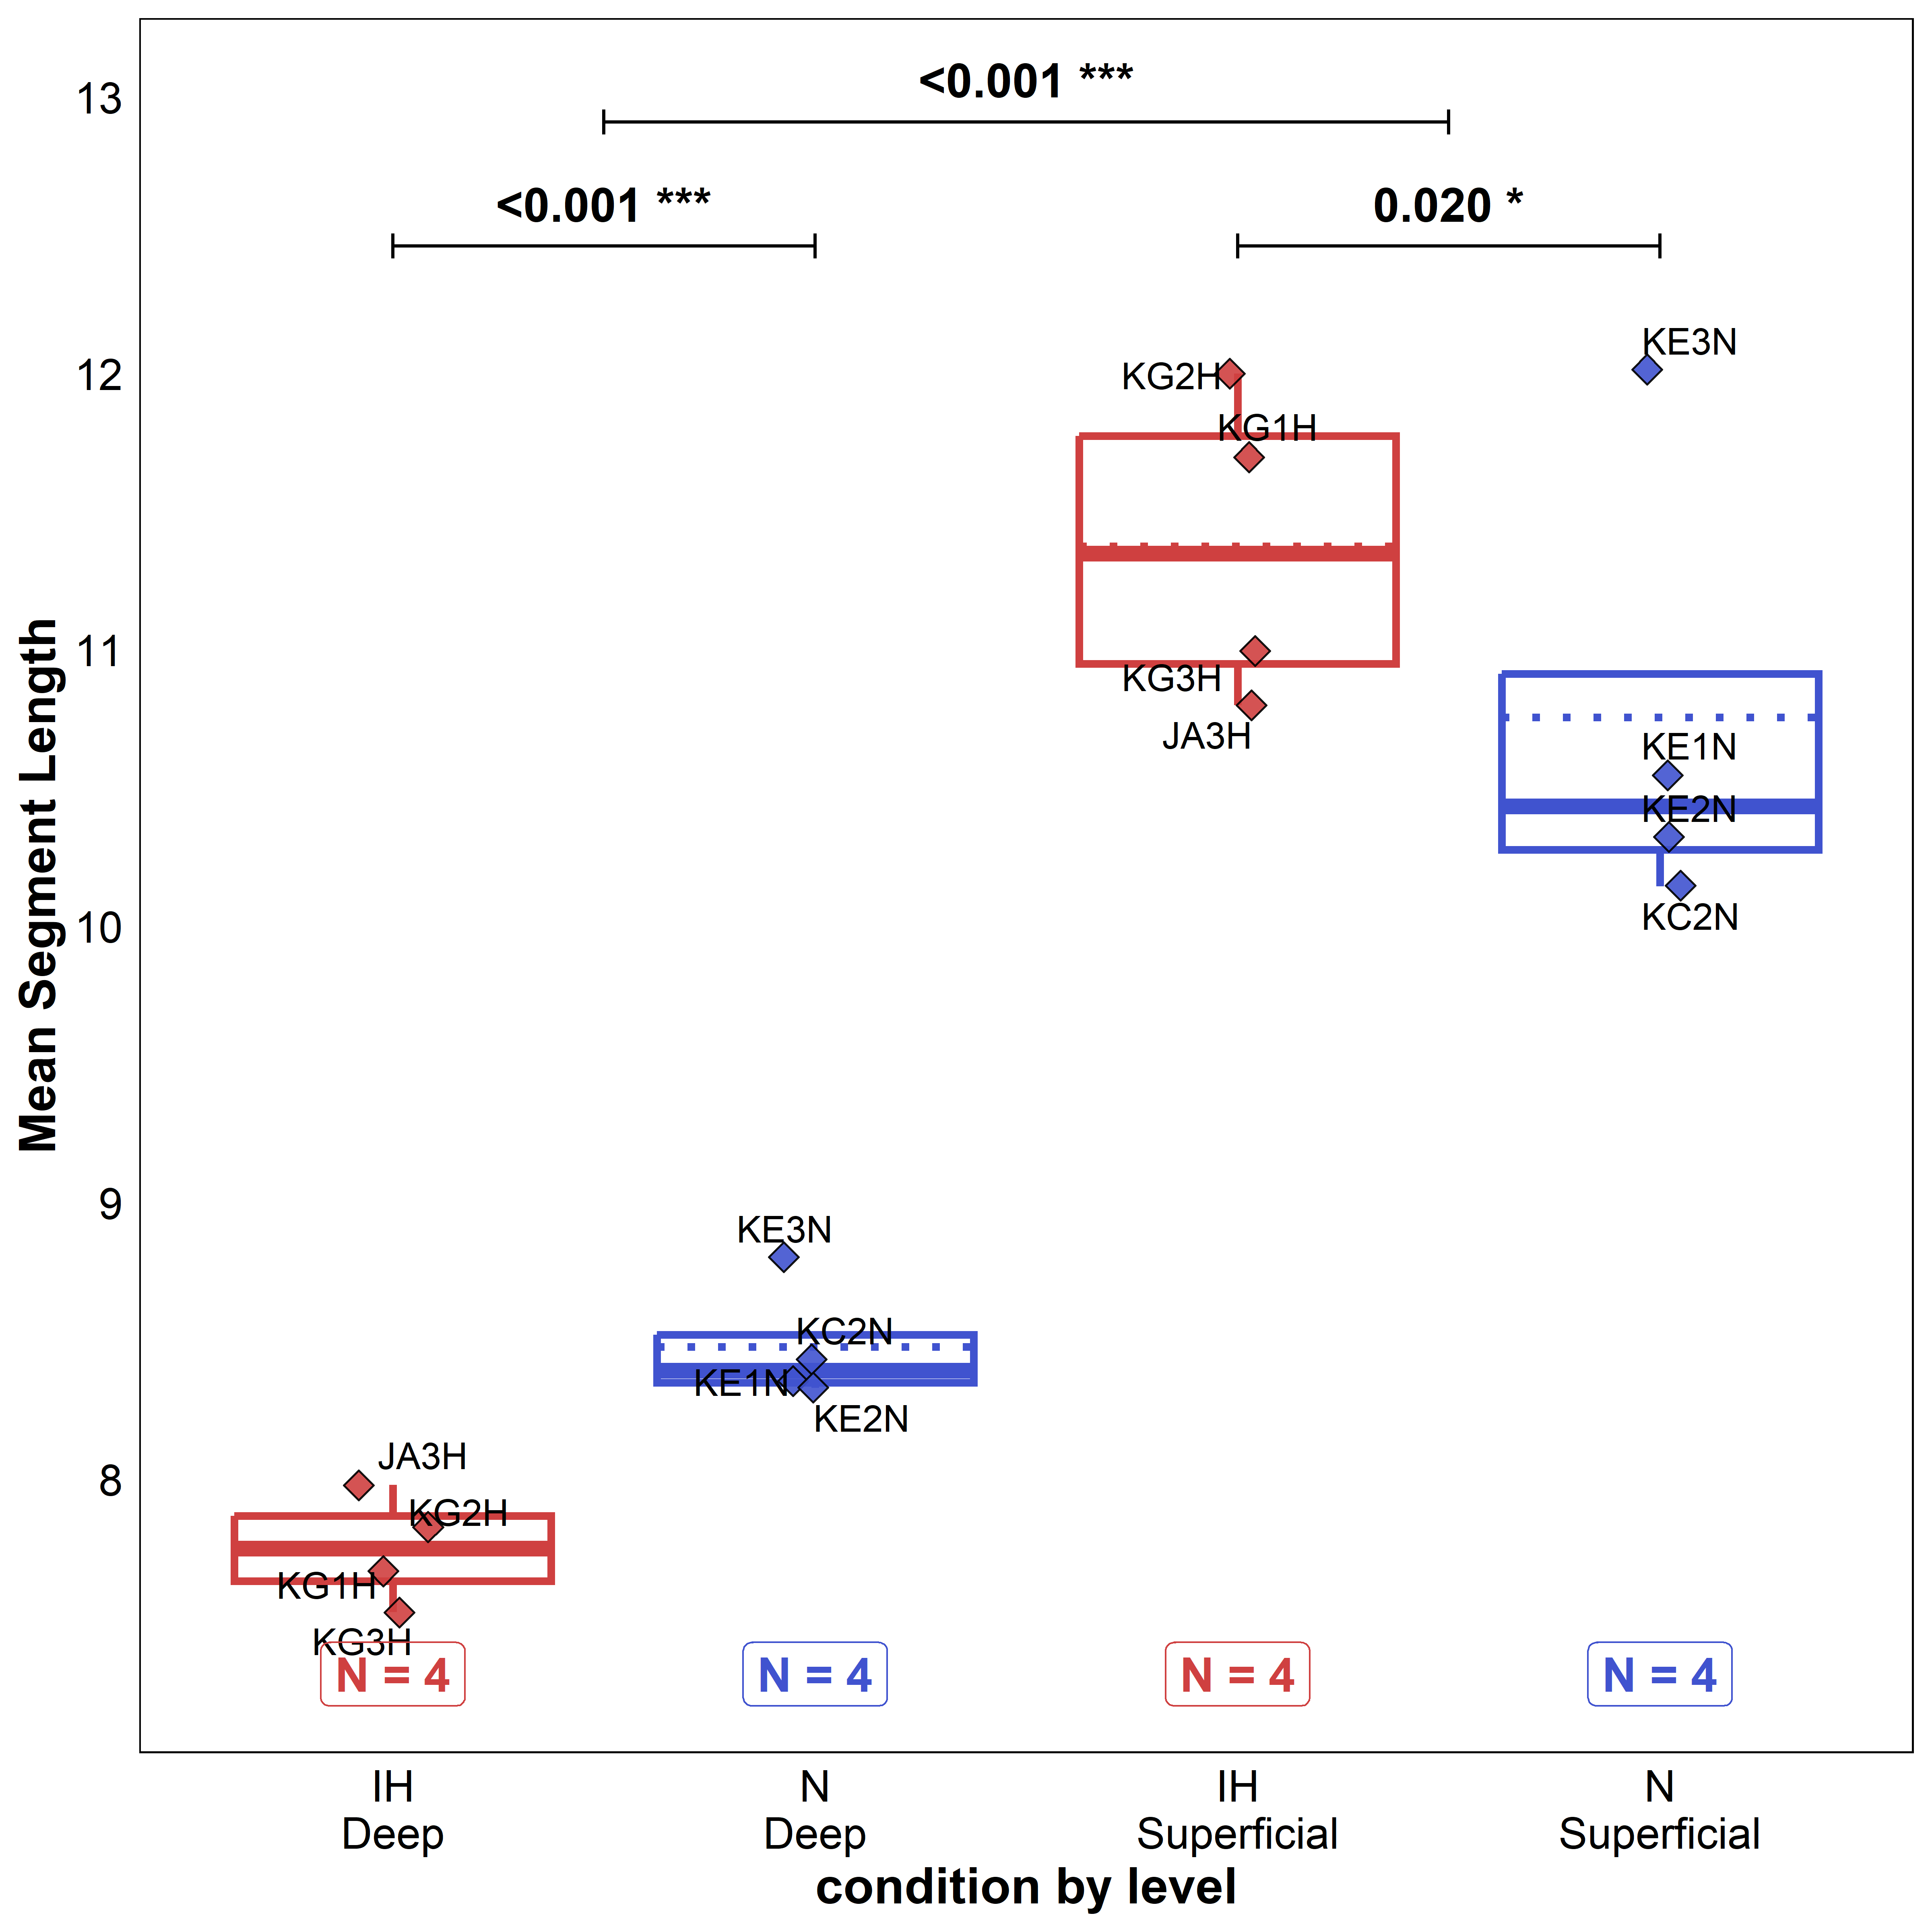 13
<0.001 ***
<0.001 ***
0.020 *
12
KE3N
KG2H
KG1H
11
KG3H
JA3H
KE1N
KE2N
KC2N
10
Mean Segment Length
9
KE3N
KC2N
KE1N
KE2N
8
JA3H
KG2H
KG1H
KG3H
N = 4
N = 4
N = 4
N = 4
IH
Deep
N
Deep
IH
Superficial
N
Superficial
condition by level